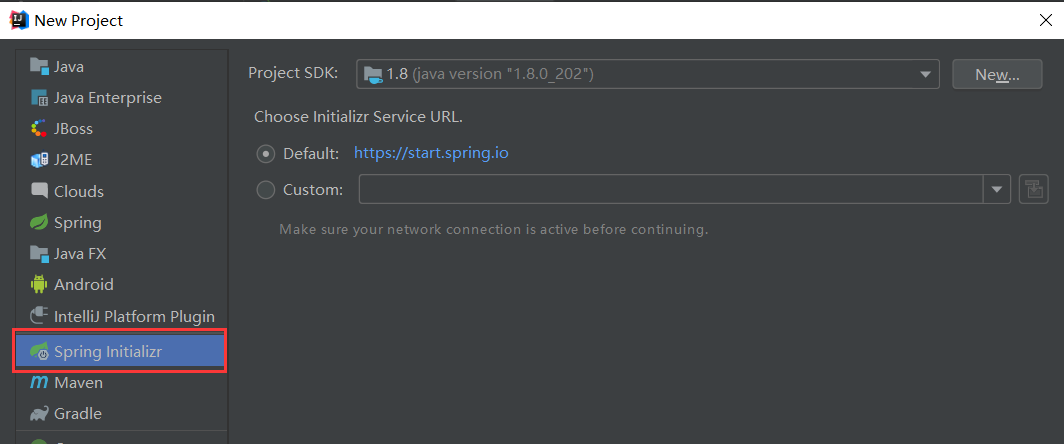 New Project
Java
Java Enterprise
JBoss
J2ME
Clouds
Spring
Java FX
Android
IntelliJ Platform Plugin
Spring Initializr
Maven
Gradle
Project SDK: 1.8 (java version "1.8.0_202") New...
Choose Initializr Service URL.
Default: https://start.spring.io
Custom:
Make sure your network connection is active before continuing.